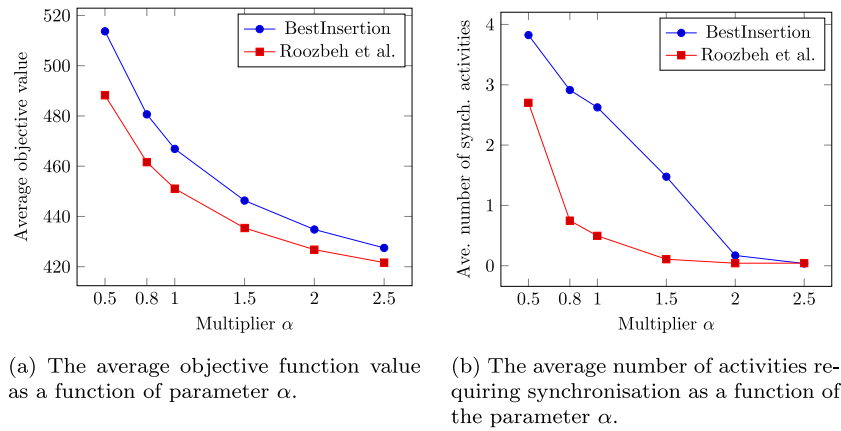 520
500
480
460
440
420
0.5
0.8
1
1.5
2
2.5
Multiplier α
Average objective value
BestInsertion
Roozbeh et al.
(a) The average objective function value
as a function of parameter α.
4
3
2
1
0
0.5
0.8
1
1.5
2
2.5
Multiplier α
Ave. number of synch. activities
BestInsertion
Roozbeh et al.
(b) The average number of activities re-
quiring synchronisation as a function of
the parameter α.